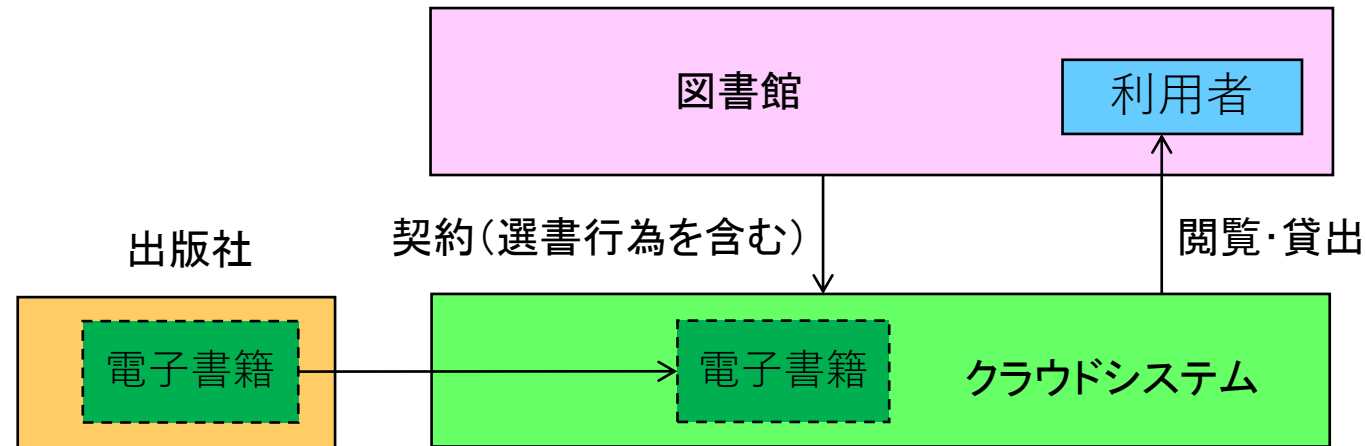 図書館
利用者
出版社
契約（選書行為を含む）
閲覧・貸出
電子書籍
電子書籍
クラウドシステム